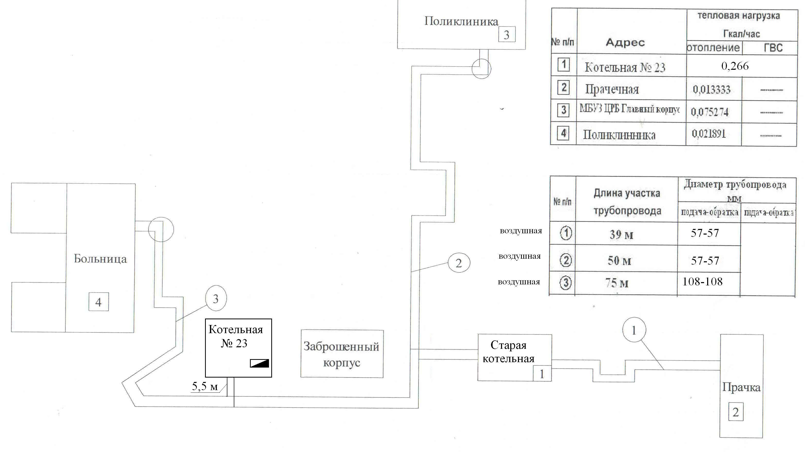 Поликлиника
3
Больница
4
3
Котельная
№ 23
5,5 м
Заброшенный
корпус
2
Старая
котельная
1
1
Прачка
2
№ п/п Адрес тепловая нагрузка
Гкал/час
отопление ГВС
1 Котельная № 23 0,266
2 Прачечная 0,013333 ——
3 МБУЗ ЦРБ Главный корпус 0,075274 ——
4 Поликлинника 0,021891 ——
№ п/п Длина участка трубопровода Диаметр трубопровода
мм
подача-обратка подача-обратка
воздушная 1 39 м 57-57
воздушная 2 50 м 57-57
воздушная 3 75 м 108-108